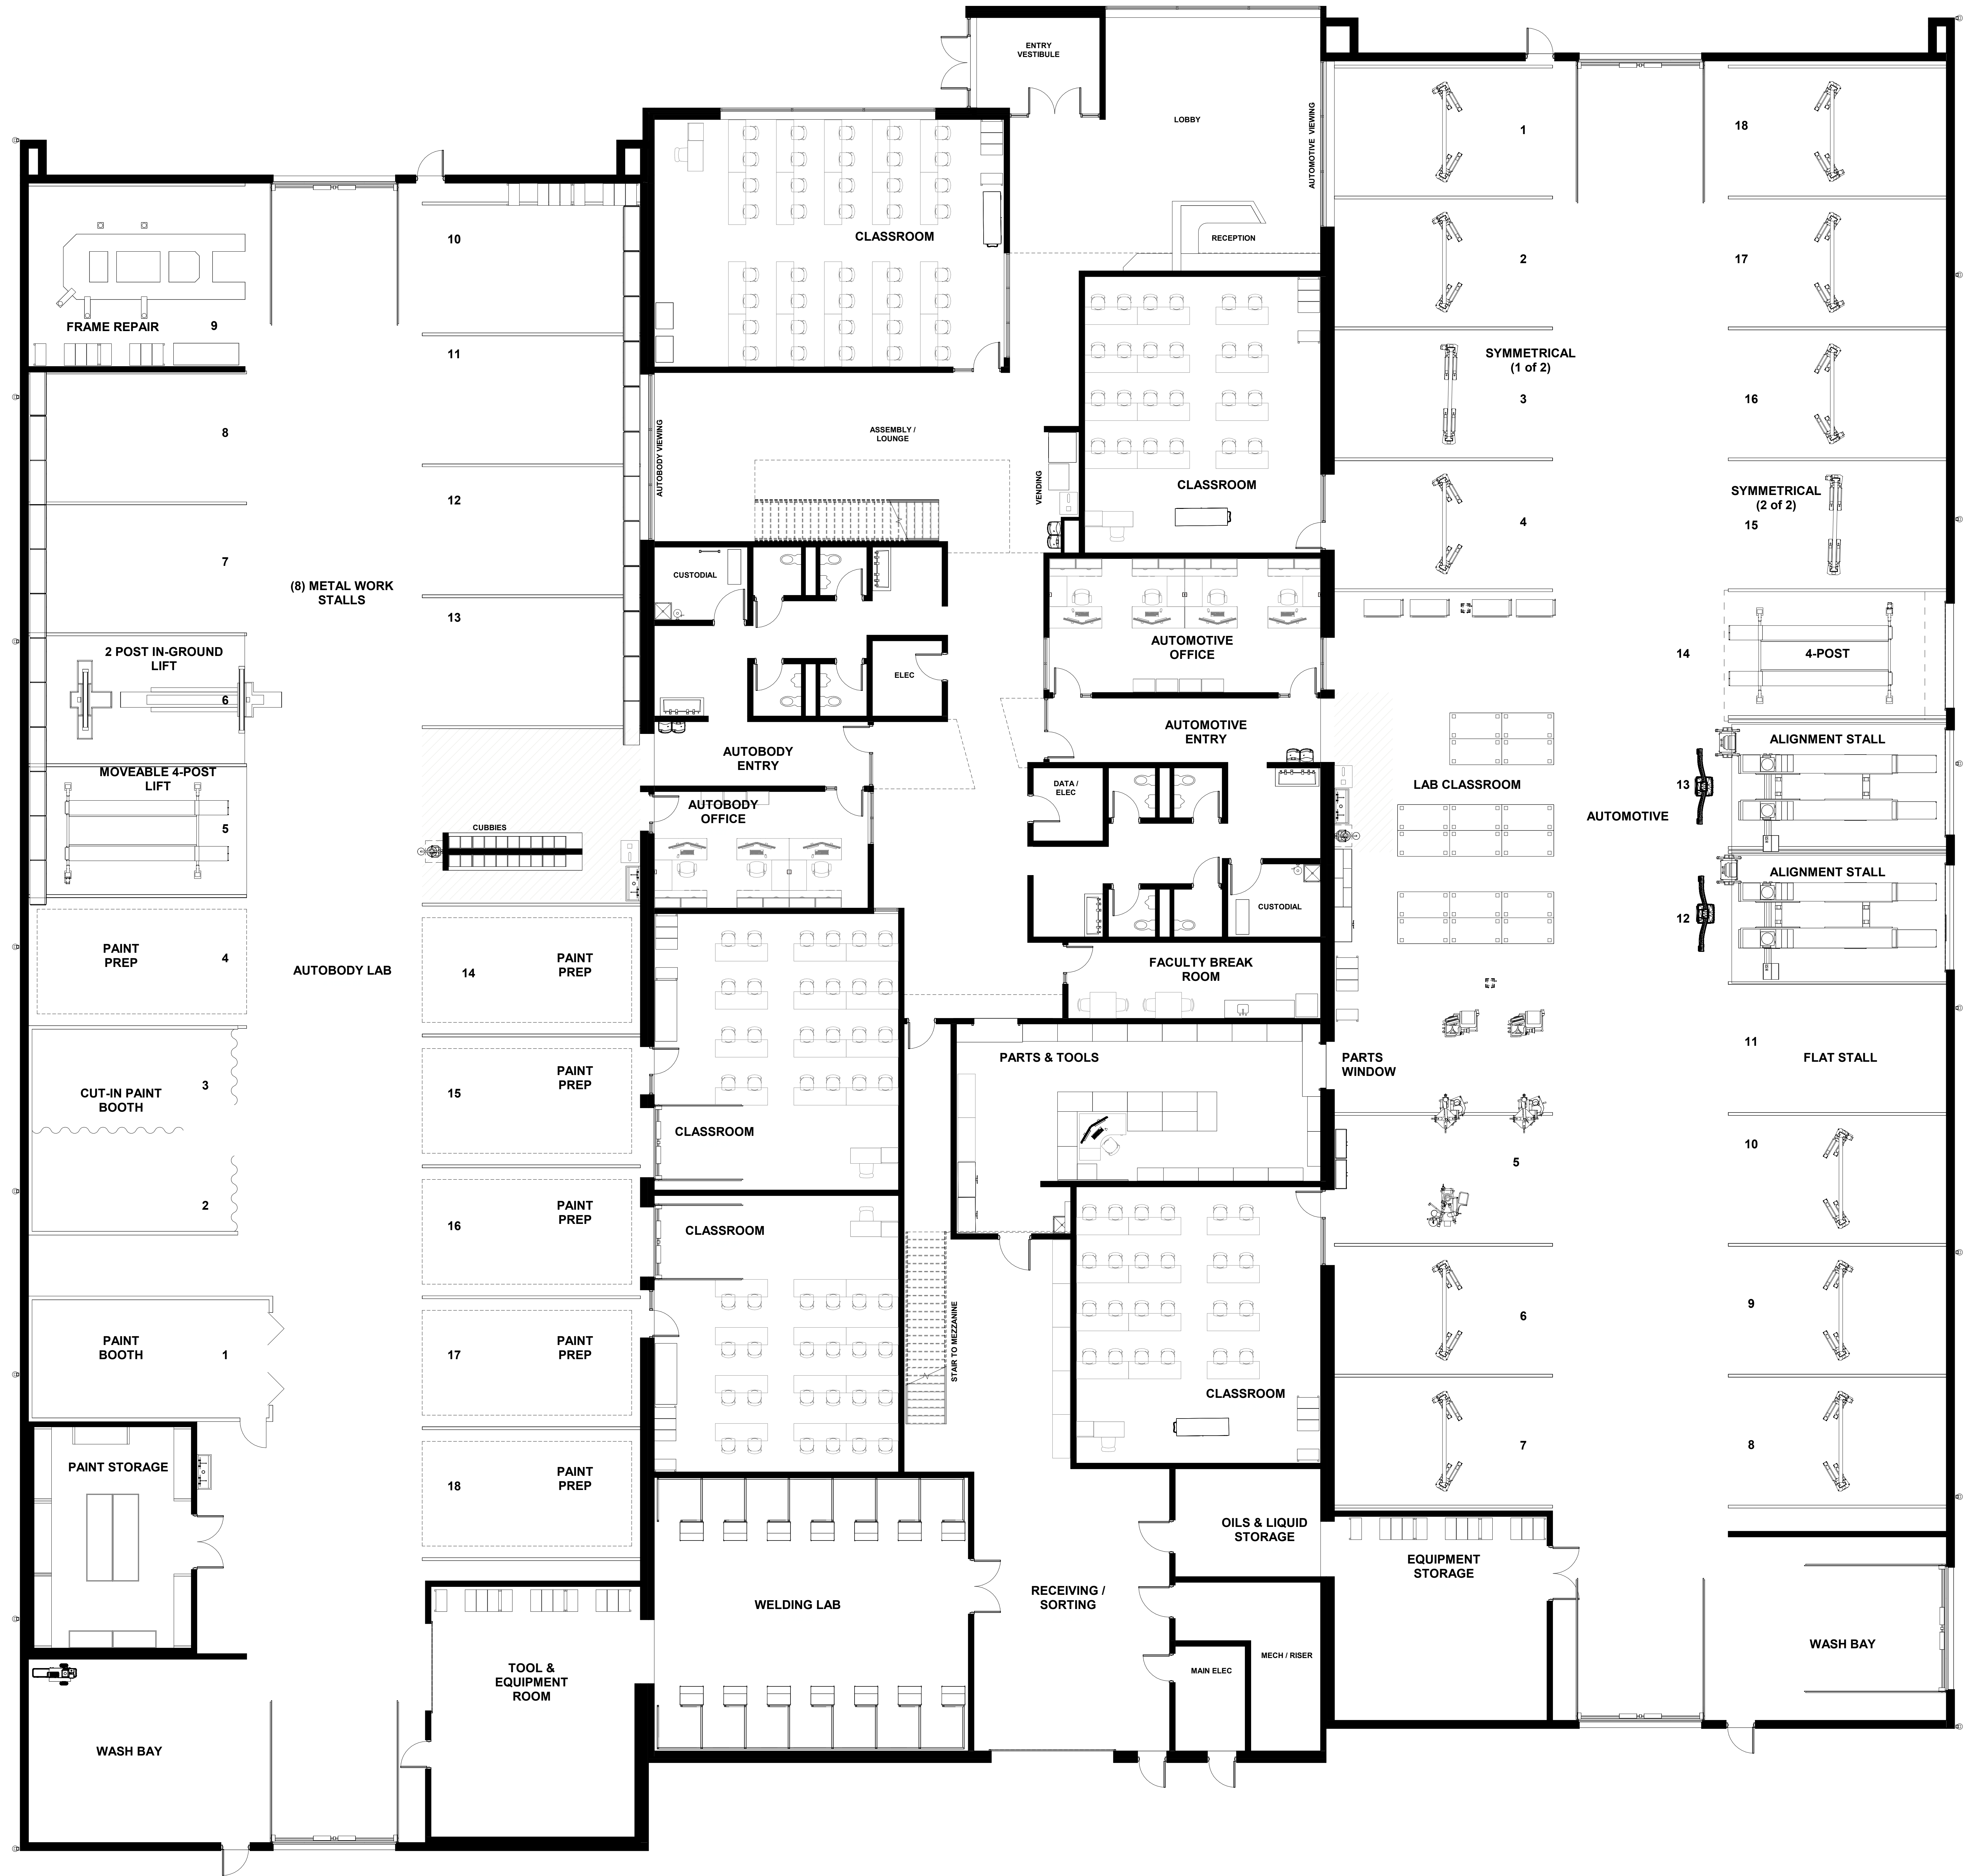 ENTRY
VESTIBULE
LOBBY
AUTOMOTIVE VIEWING
RECEPTION
CLASSROOM
FRAME REPAIR
9
10
11
8
7
12
13
(8) METAL WORK
STALLS
2 POST IN-GROUND
LIFT
6
MOVEABLE 4-POST
LIFT
5
CUBBIES
PAINT
PREP
4
AUTOBODY LAB
14
PAINT
PREP
CUT-IN PAINT
BOOTH
3
2
15
PAINT
PREP
16
PAINT
PREP
PAINT
BOOTH
1
17
PAINT
PREP
18
PAINT
PREP
PAINT STORAGE
WASH BAY
TOOL &
EQUIPMENT
ROOM
AUTOBODY VIEWING
ASSEMBLY /
LOUNGE
VENDING
CLASSROOM
CUSTODIAL
ELEC
AUTOMOTIVE
OFFICE
AUTOBODY
ENTRY
AUTOMOTIVE
ENTRY
AUTOBODY
OFFICE
DATA /
ELEC
CUSTODIAL
FACULTY BREAK
ROOM
PARTS & TOOLS
PARTS
WINDOW
CLASSROOM
CLASSROOM
STAIR TO MEZZANINE
CLASSROOM
WELDING LAB
RECEIVING /
SORTING
OILS & LIQUID
STORAGE
MECH / RISER
MAIN ELEC
1
18
2
17
SYMMETRICAL
(1 of 2)
3
16
4
SYMMETRICAL
(2 of 2)
15
14
4-POST
ALIGNMENT STALL
13
LAB CLASSROOM
AUTOMOTIVE
ALIGNMENT STALL
12
11
FLAT STALL
10
5
9
6
7
8
EQUIPMENT
STORAGE
WASH BAY